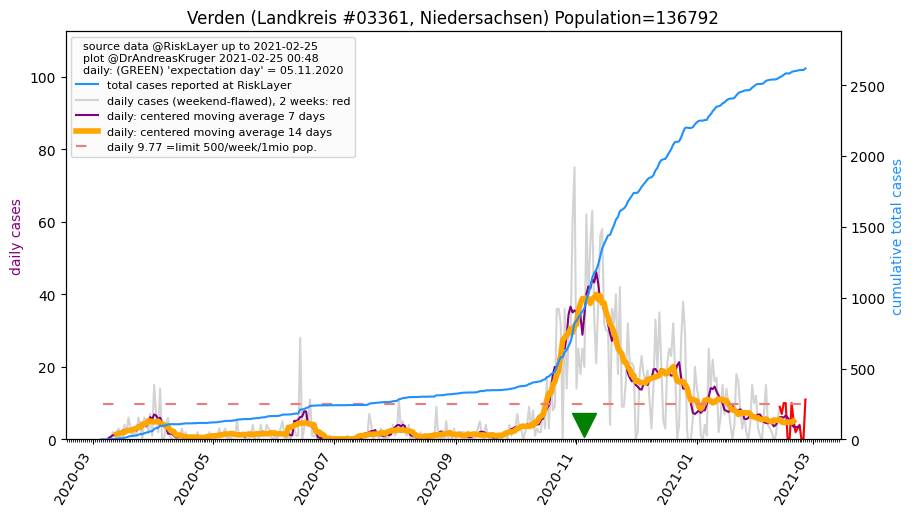 Verden (Landkreis #03361, Niedersachsen) Population=136792
source data @RiskLayer up to 2021-02-25
plot @DrAndreasKruger 2021-02-25 00:48
daily: (GREEN) 'expectation day' = 05.11.2020
total cases reported at RiskLayer
daily cases (weekend-flawed), 2 weeks: red
daily: centered moving average 7 days
daily: centered moving average 14 days
daily 9.77 =limit 500/week/1mio pop.
daily cases
100
80
60
40
20
0
cumulative total cases
2500
2000
1500
1000
500
0
2020-03
2020-05
2020-07
2020-09
2020-11
2021-01
2021-03